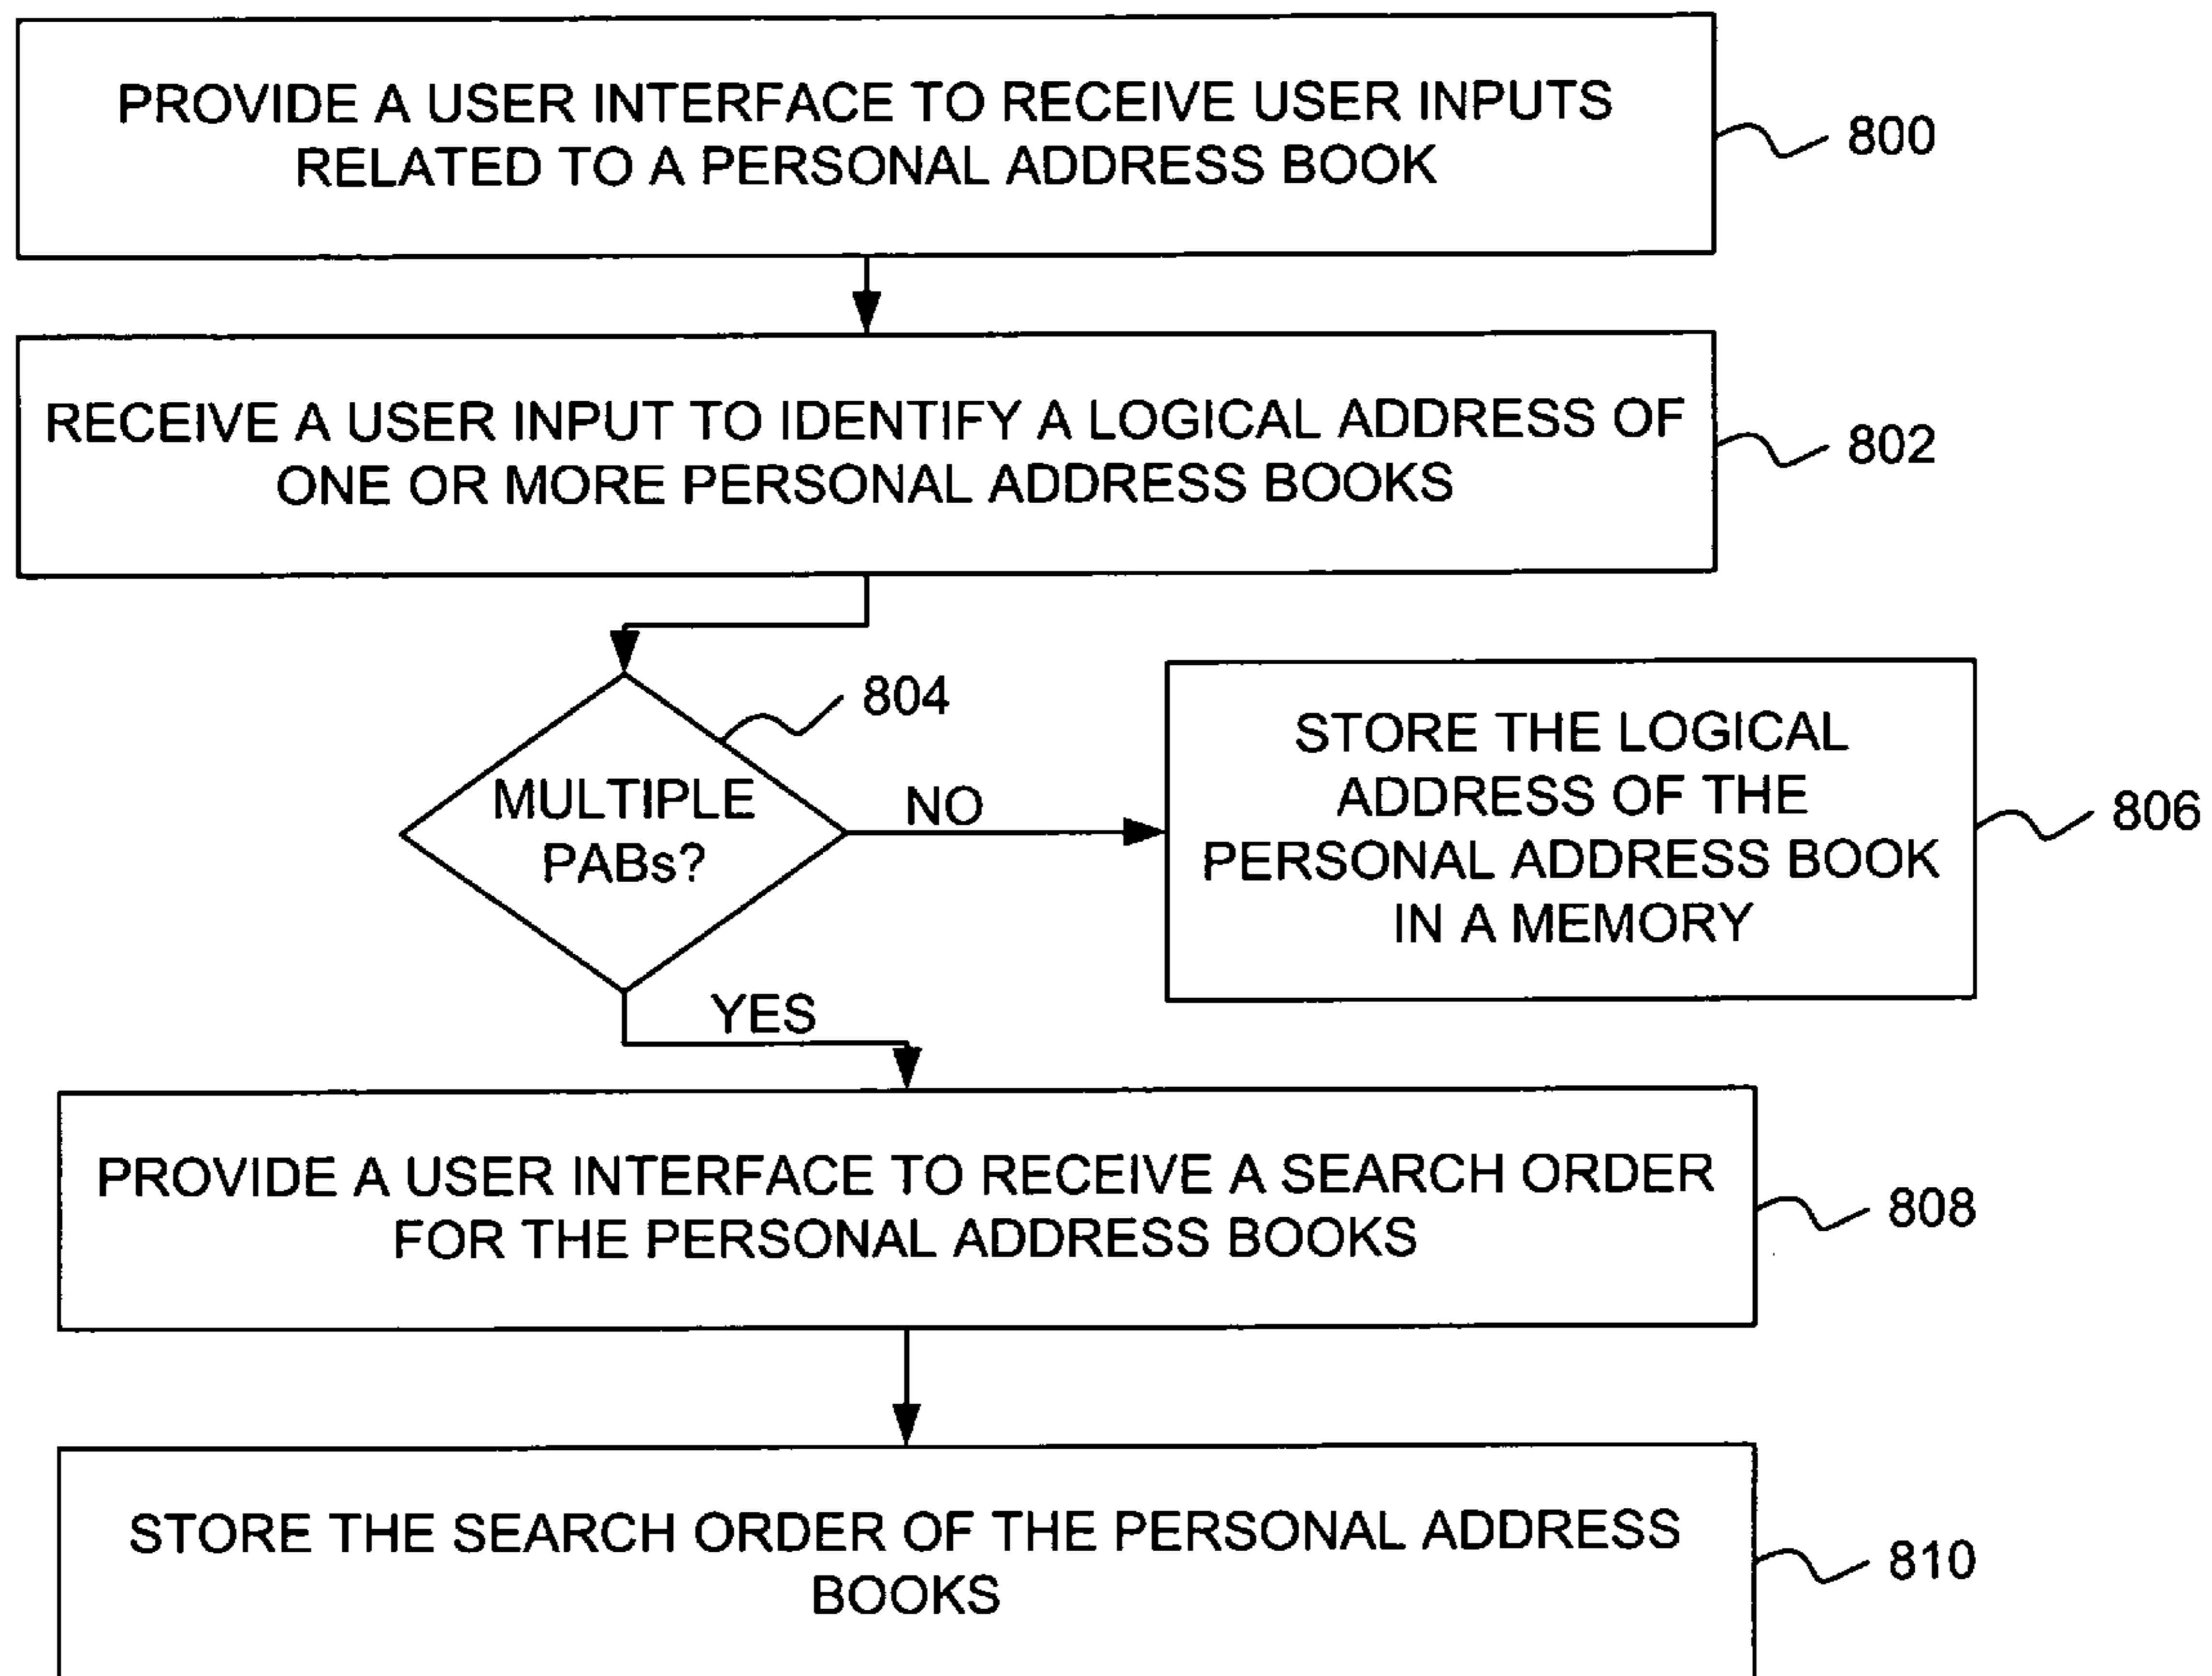 PROVIDE A USER INTERFACE TO RECEIVE USER INPUTS
RELATED TO A PERSONAL ADDRESS BOOK
800
RECEIVE A USER INPUT TO IDENTIFY A LOGICAL ADDRESS OF
ONE OR MORE PERSONAL ADDRESS BOOKS
802
804
MULTIPLE
PABs?
NO
STORE THE LOGICAL
ADDRESS OF THE
PERSONAL ADDRESS BOOK
IN A MEMORY
806
YES
PROVIDE A USER INTERFACE TO RECEIVE A SEARCH ORDER
FOR THE PERSONAL ADDRESS BOOKS
808
STORE THE SEARCH ORDER OF THE PERSONAL ADDRESS
BOOKS
810